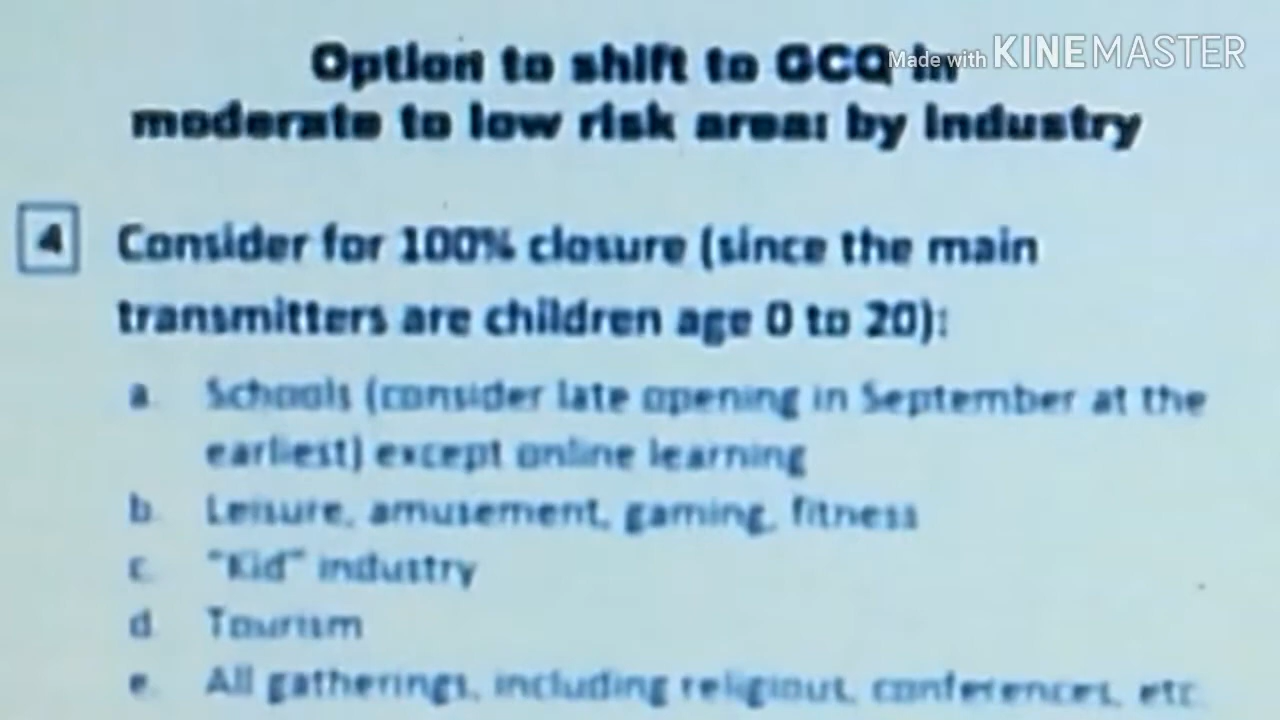 Option to shift to GCQ in
Made with KINEMASTER
moderate to low risk areas by industry
4 Consider for 100% closure (since the main
transmitters are children age 0 to 20):
a. Schools (consider late opening in September at the
earliest) except online learning
b. Leisure, amusement, gaming, fitness
c. "Kid" industry
d. Tourism
e. All gatherings, including religious, conferences, etc.